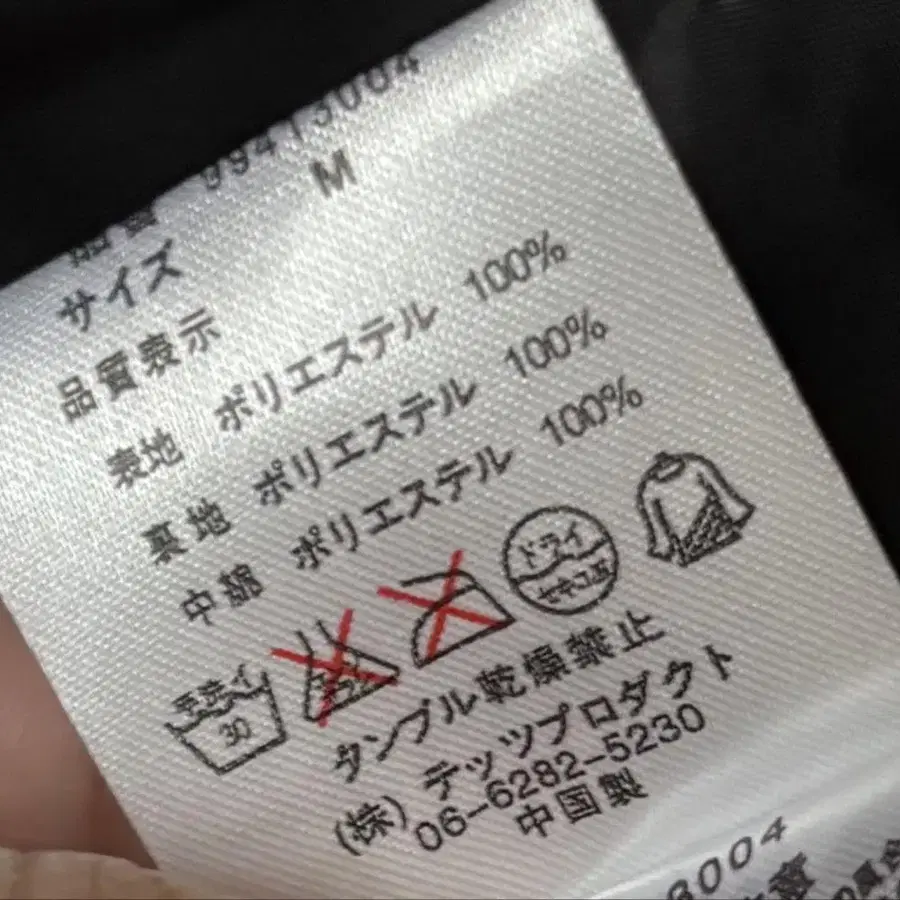 品番 99413004
サイズ M
品質表示
表地 ポリエステル 100%
裏地 ポリエステル 100%
中綿 ポリエステル 100%
手洗イ 30
ドライ
セキユ系
タンブル乾燥禁止
(株) テッツプロダクト
06-6282-5230
中国製
3004